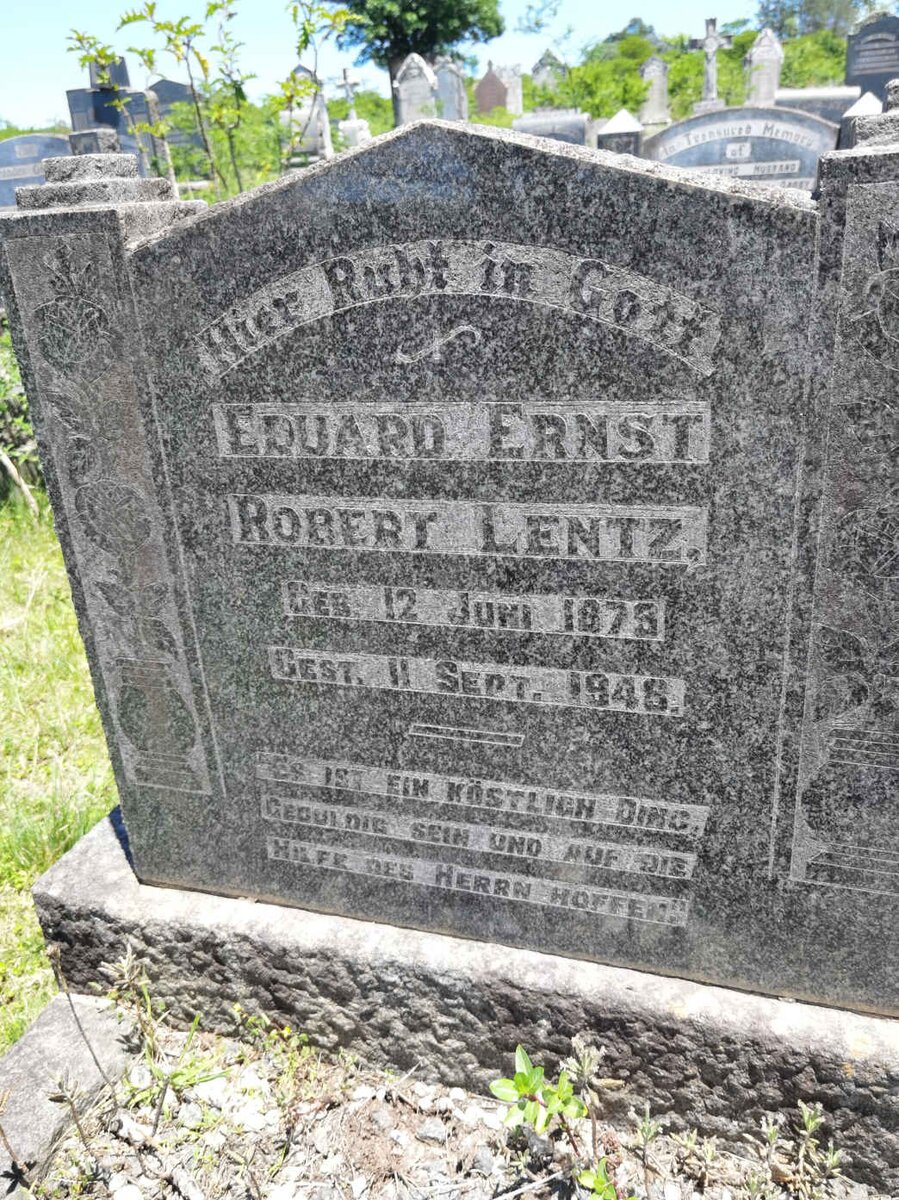 Hier Ruht in Gott
EDUARD ERNST
ROBERT LENTZ,
GEB. 12 JUNI 1873
GEST. 11 SEPT. 1946.
ES IST EIN KÖSTLICH DING,
GEDULDIG SEIN UND AUF DIE
HILFE DES HERRN HOFFEN!
In Treasured Memory
of
HUSBAND